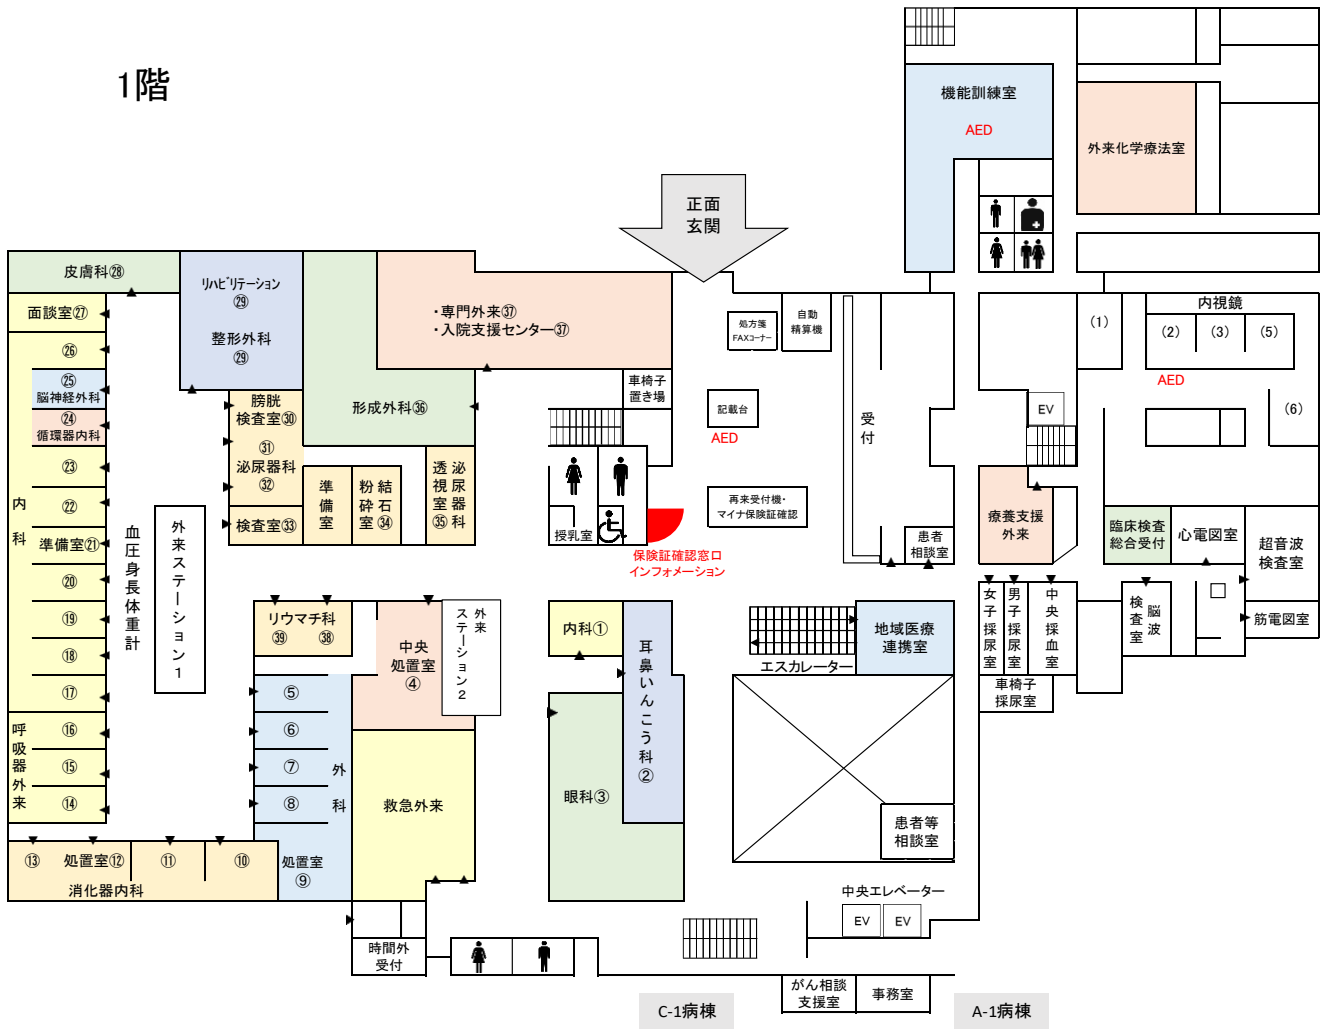 1階
機能訓練室
AED
外来化学療法室
正面
玄関
皮膚科㉘
面談室㉗
㉖
㉕
脳神経外科
㉔
循環器内科
㉓
㉒
準備室㉑
⑳
⑲
⑱
⑰
内科
⑯
⑮
⑭
呼吸器外来
血圧身長体重計
外来ステーション1
リハビリテーション
㉙
整形外科
㉙
膀胱
検査室㉚
㉛
泌尿器科
㉜
検査室㉝
準備室
結石
粉砕室㉞
泌尿器科
透視室㉟
形成外科㊱
・専門外来㊲
・入院支援センター㊲
車椅子
置き場
処方箋
FAXコーナー
自動
精算機
記載台
AED
再来受付機・
マイナ保険証確認
受付
授乳室
保険証確認窓口
インフォメーション
患者
相談室
内視鏡
(1)
(2)
(3)
(5)
AED
(6)
EV
療養支援
外来
臨床検査
総合受付
心電図室
超音波
検査室
筋電図室
脳波
検査室
女子採尿室
男子採尿室
中央採血室
車椅子
採尿室
リウマチ科
㊴
㊳
中央
処置室
④
外来
ステーション2
⑤
⑥
⑦
⑧
外科
処置室
⑨
救急外来
⑬
処置室⑫
⑪
⑩
消化器内科
内科①
耳鼻いんこう科②
眼科③
エスカレーター
地域医療
連携室
患者等
相談室
中央エレベーター
EV
EV
時間外
受付
がん相談
支援室
事務室
C-1病棟
A-1病棟